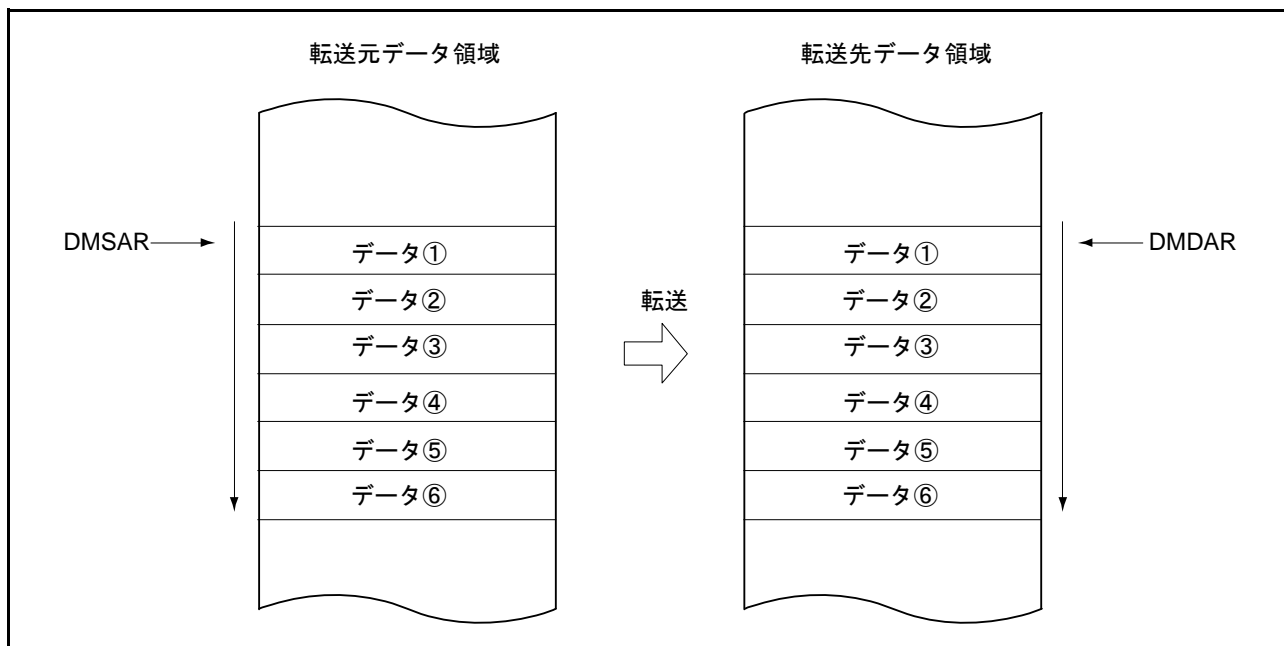 転送元データ領域
転送先データ領域
DMSAR
DMDAR
データ①
データ②
データ③
データ④
データ⑤
データ⑥
転送
データ①
データ②
データ③
データ④
データ⑤
データ⑥